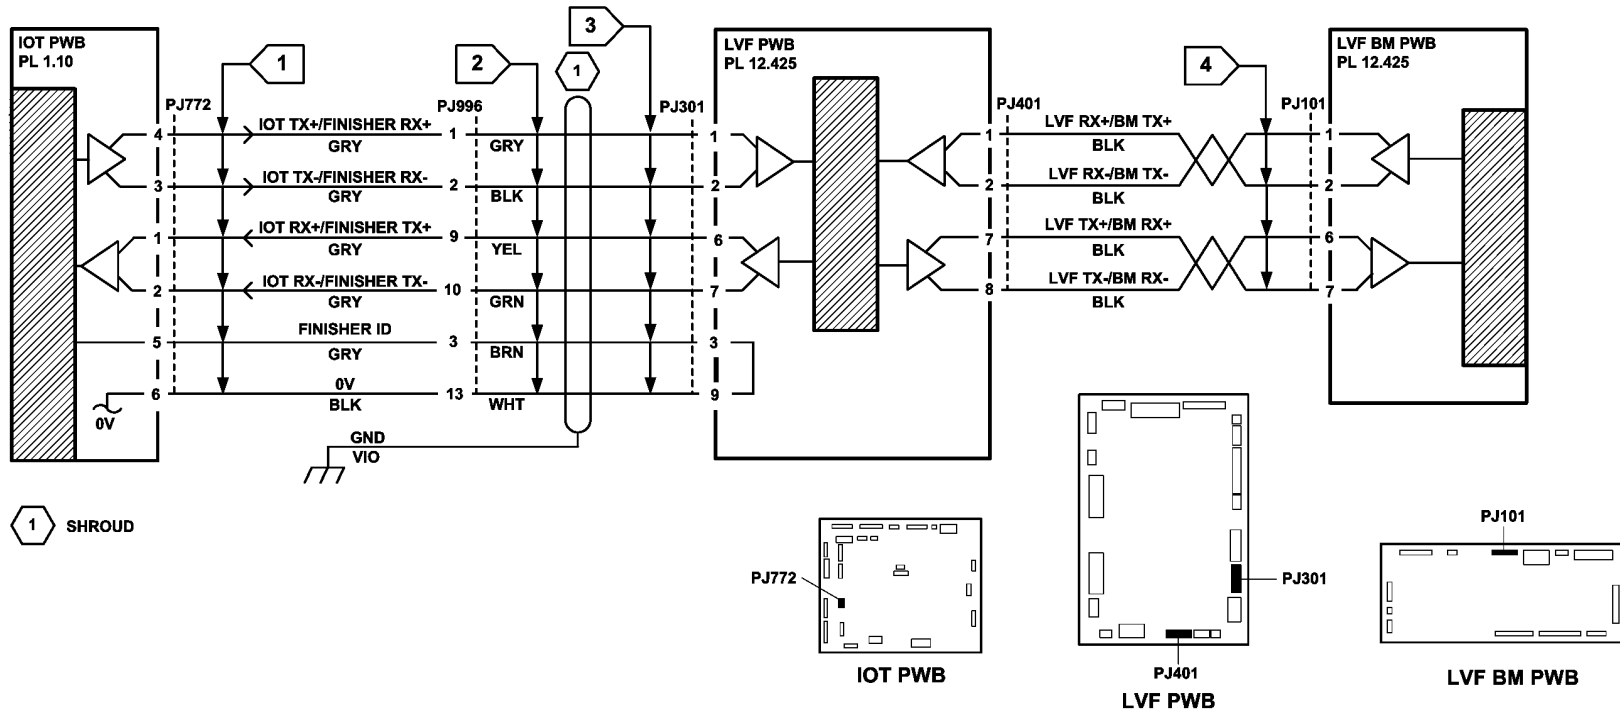 IOT PWB
PL 1.10
1
2
3
1
LVF PWB
PL 12.425
4
LVF BM PWB
PL 12.425
PJ772
PJ996
PJ301
PJ401
PJ101
4 IOT TX+/FINISHER RX+ 1 1
GRY GRY
1 LVF RX+/BM TX+ 1
BLK
3 IOT TX-/FINISHER RX- 2 2
GRY BLK
2 LVF RX-/BM TX- 2
BLK
1 IOT RX+/FINISHER TX+ 9 6
GRY YEL
7 LVF TX+/BM RX+ 6
BLK
2 IOT RX-/FINISHER TX- 10 7
GRY GRN
8 LVF TX-/BM RX- 7
BLK
5 FINISHER ID 3 3
GRY BRN
6 0V 13 9
BLK WHT
0V
GND
VIO
1 SHROUD
PJ772
IOT PWB
PJ301
PJ401
LVF PWB
PJ101
LVF BM PWB